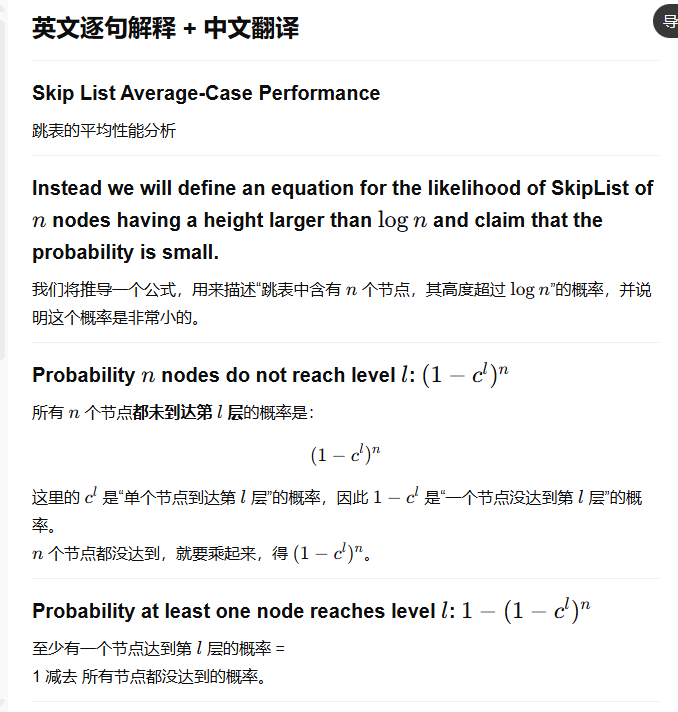 英文逐句解释 + 中文翻译
导
Skip List Average-Case Performance
跳表的平均性能分析
Instead we will define an equation for the likelihood of SkipList of
n nodes having a height larger than log n and claim that the
probability is small.
我们将推导一个公式，用来描述“跳表中含有 n 个节点，其高度超过 log n”的概率，并说
明这个概率是非常小的。
Probability n nodes do not reach level l: (1 − c^l)^n
所有 n 个节点都未到达第 l 层的概率是：
(1 − c^l)^n
这里的 c^l 是“单个节点到达第 l 层”的概率，因此 1 − c^l 是“一个节点没达到第 l 层”的概
率。
n 个节点都没达到，就要乘起来，得 (1 − c^l)^n。
Probability at least one node reaches level l: 1 − (1 − c^l)^n
至少有一个节点达到第 l 层的概率 =
1 减去 所有节点都没达到的概率。